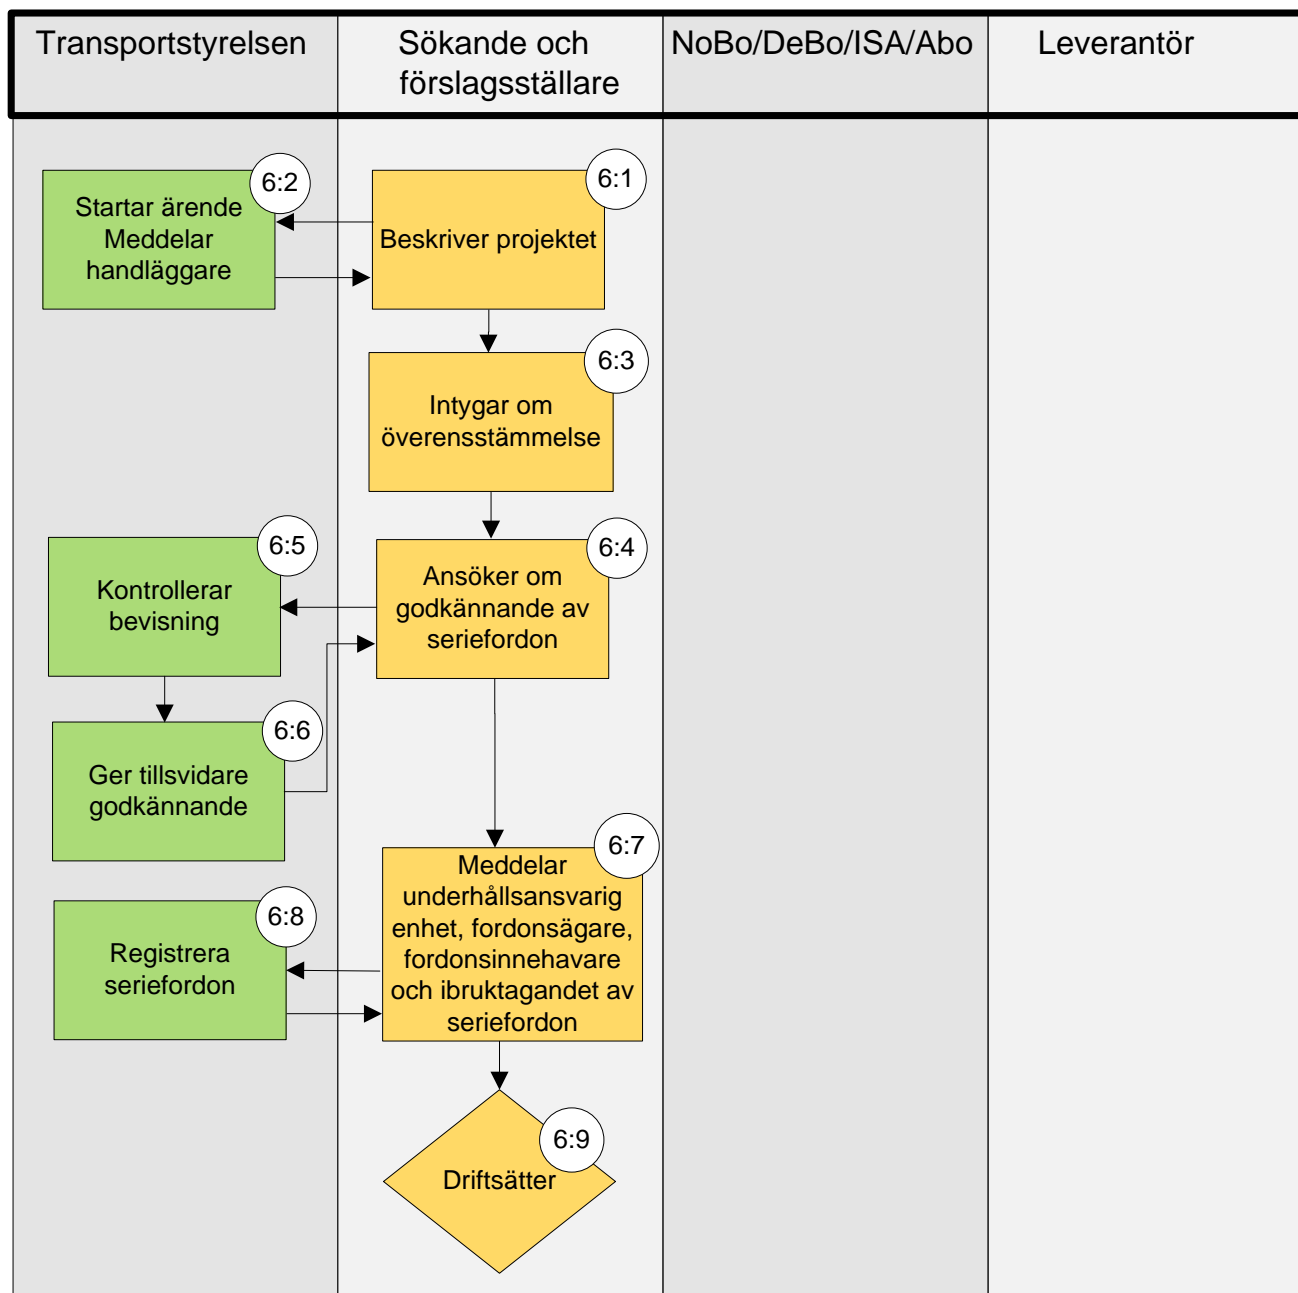 Transportstyrelsen
Sökande och
förslagsställare
NoBo/DeBo/ISA/Abo
Leverantör
6:1
Beskriver projektet
6:2
Startar ärende
Meddelar
handläggare
6:3
Intygar om
överensstämmelse
6:4
Ansöker om
godkännande av
seriefordon
6:5
Kontrollerar
bevisning
6:6
Ger tillsvidare
godkännande
6:7
Meddelar
underhållsansvarig
enhet, fordonsägare,
fordonsinnehavare
och ibruktagandet av
seriefordon
6:8
Registrera
seriefordon
6:9
Driftsätter